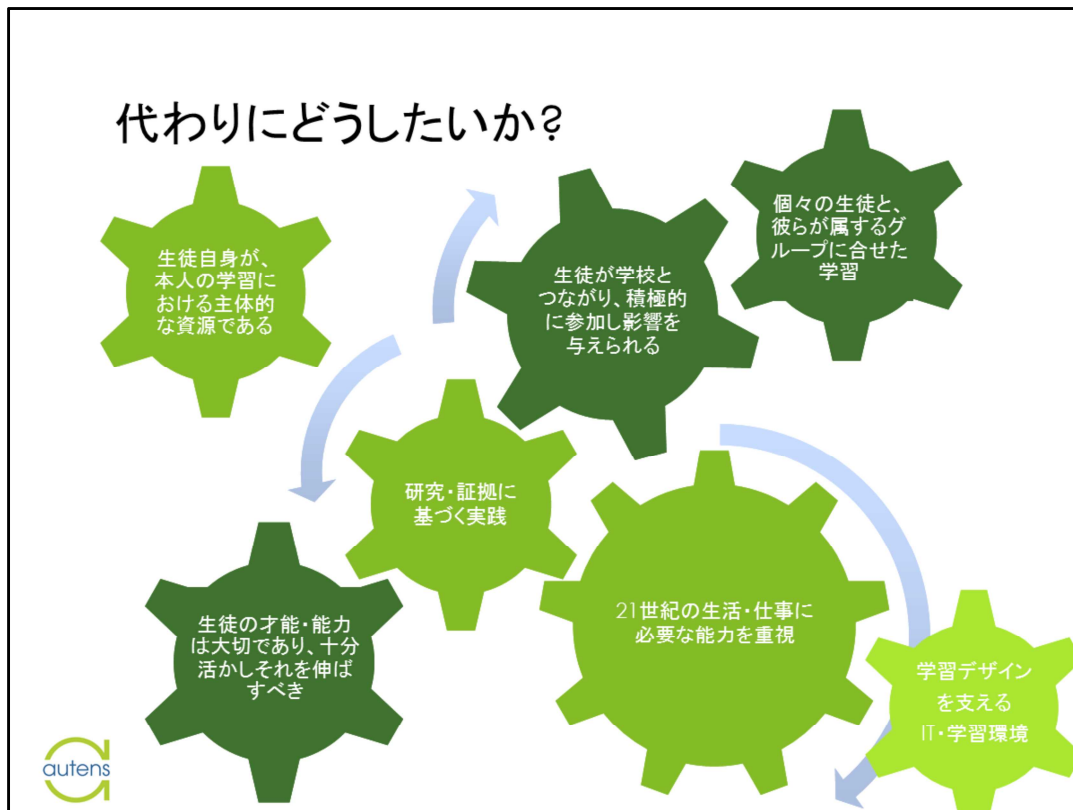 代わりにどうしたいか?
生徒自身が、
本人の学習に
おける主体的
な資源である
生徒が学校と
つながり、積極的
に参加し影響を
与えられる
個々の生徒と、
彼らが属するグ
ループに合せた
学習
研究・証拠に
基づく実践
生徒の才能・能力
は大切であり、十分
活かしそれを伸ば
すべき
21世紀の生活・仕事に
必要な能力を重視
学習デザイン
を支える
IT・学習環境
autens